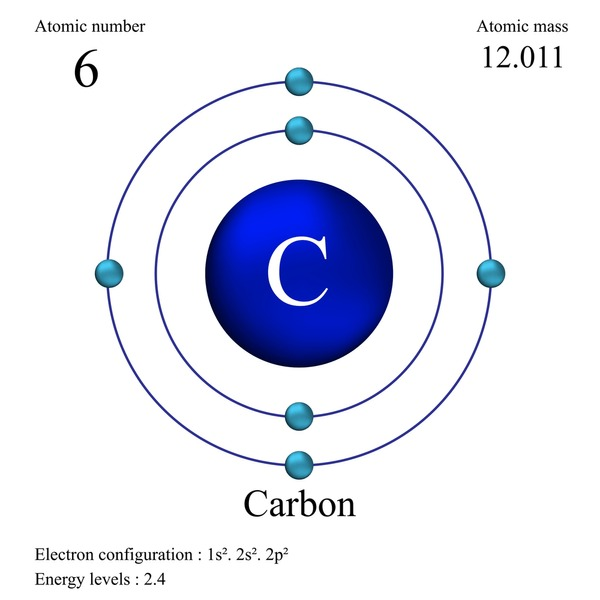 Atomic number
6
Atomic mass
12.011
C
Carbon
Electron configuration : 1s². 2s². 2p²
Energy levels : 2.4